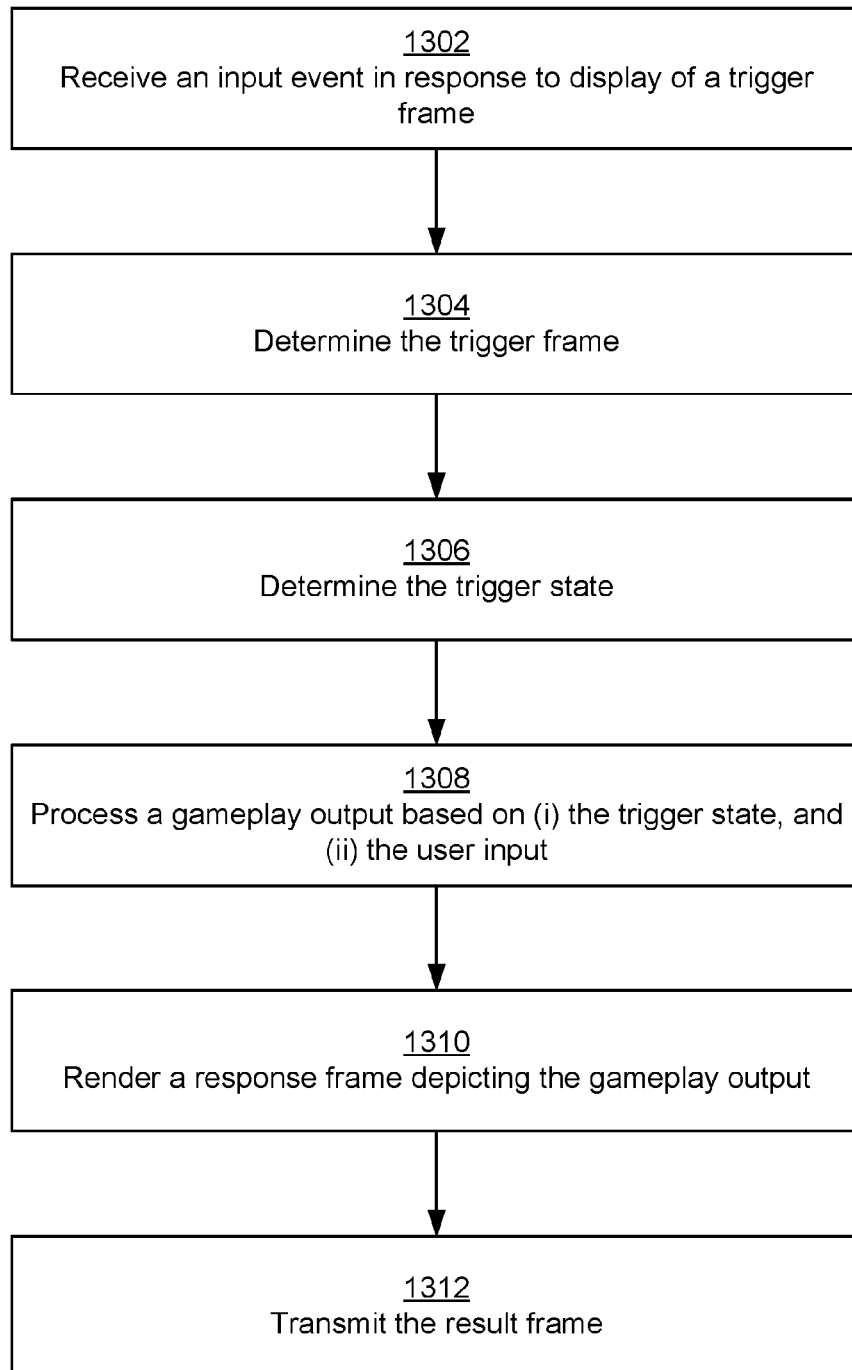 1302
Receive an input event in response to display of a trigger
frame
1304
Determine the trigger frame
1306
Determine the trigger state
1308
Process a gameplay output based on (i) the trigger state, and
(ii) the user input
1310
Render a response frame depicting the gameplay output
1312
Transmit the result frame